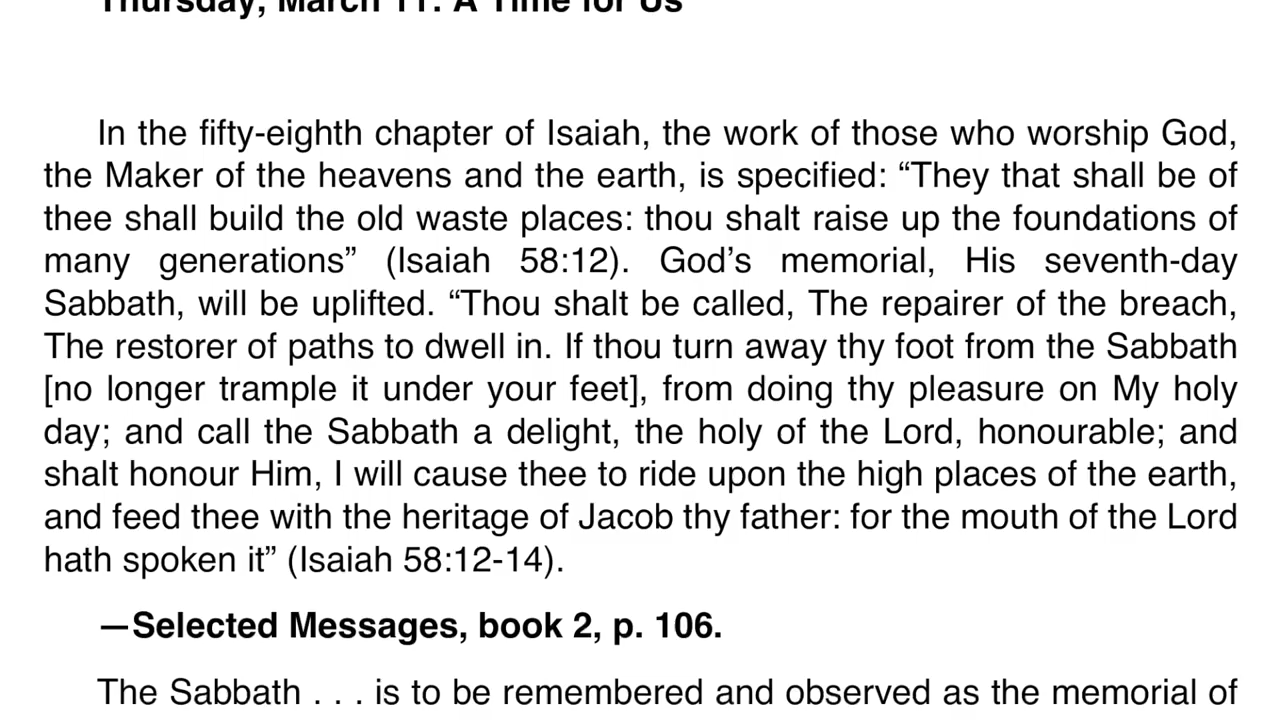 Thursday, March 11: A Time for Us
In the fifty-eighth chapter of Isaiah, the work of those who worship God,
the Maker of the heavens and the earth, is specified: “They that shall be of
thee shall build the old waste places: thou shalt raise up the foundations of
many generations” (Isaiah 58:12). God’s memorial, His seventh-day
Sabbath, will be uplifted. “Thou shalt be called, The repairer of the breach,
The restorer of paths to dwell in. If thou turn away thy foot from the Sabbath
[no longer trample it under your feet], from doing thy pleasure on My holy
day; and call the Sabbath a delight, the holy of the Lord, honourable; and
shalt honour Him, I will cause thee to ride upon the high places of the earth,
and feed thee with the heritage of Jacob thy father: for the mouth of the Lord
hath spoken it” (Isaiah 58:12-14).
—Selected Messages, book 2, p. 106.
The Sabbath . . . is to be remembered and observed as the memorial of